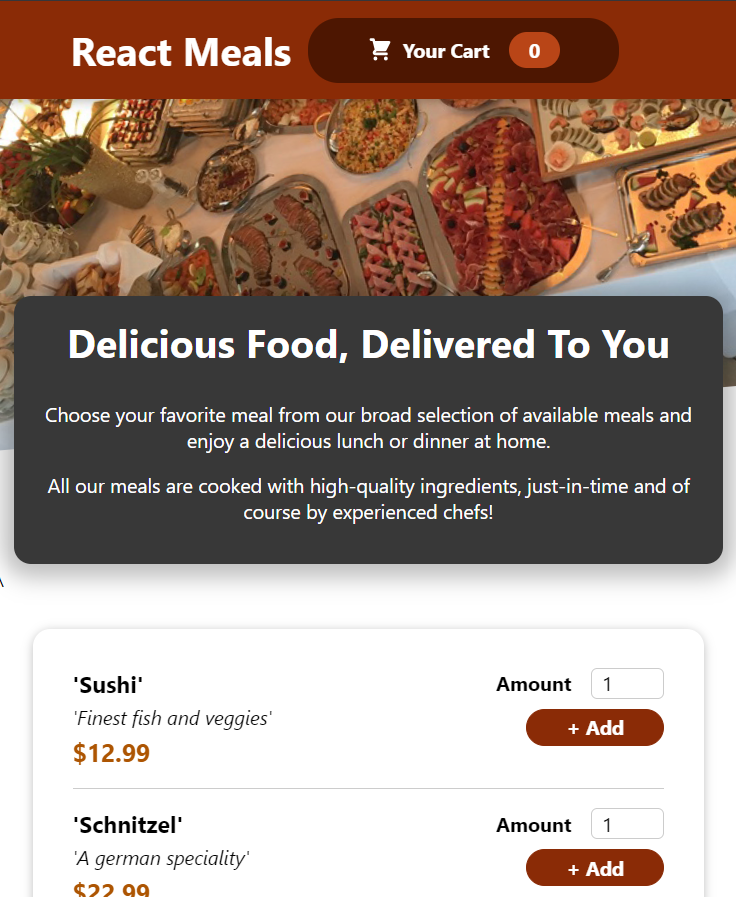 React Meals
Your Cart 0
Delicious Food, Delivered To You
Choose your favorite meal from our broad selection of available meals and
enjoy a delicious lunch or dinner at home.
All our meals are cooked with high-quality ingredients, just-in-time and of
course by experienced chefs!
\
'Sushi'
Amount 1
'Finest fish and veggies'
+ Add
$12.99
'Schnitzel'
Amount 1
'A german speciality'
+ Add
$22.99